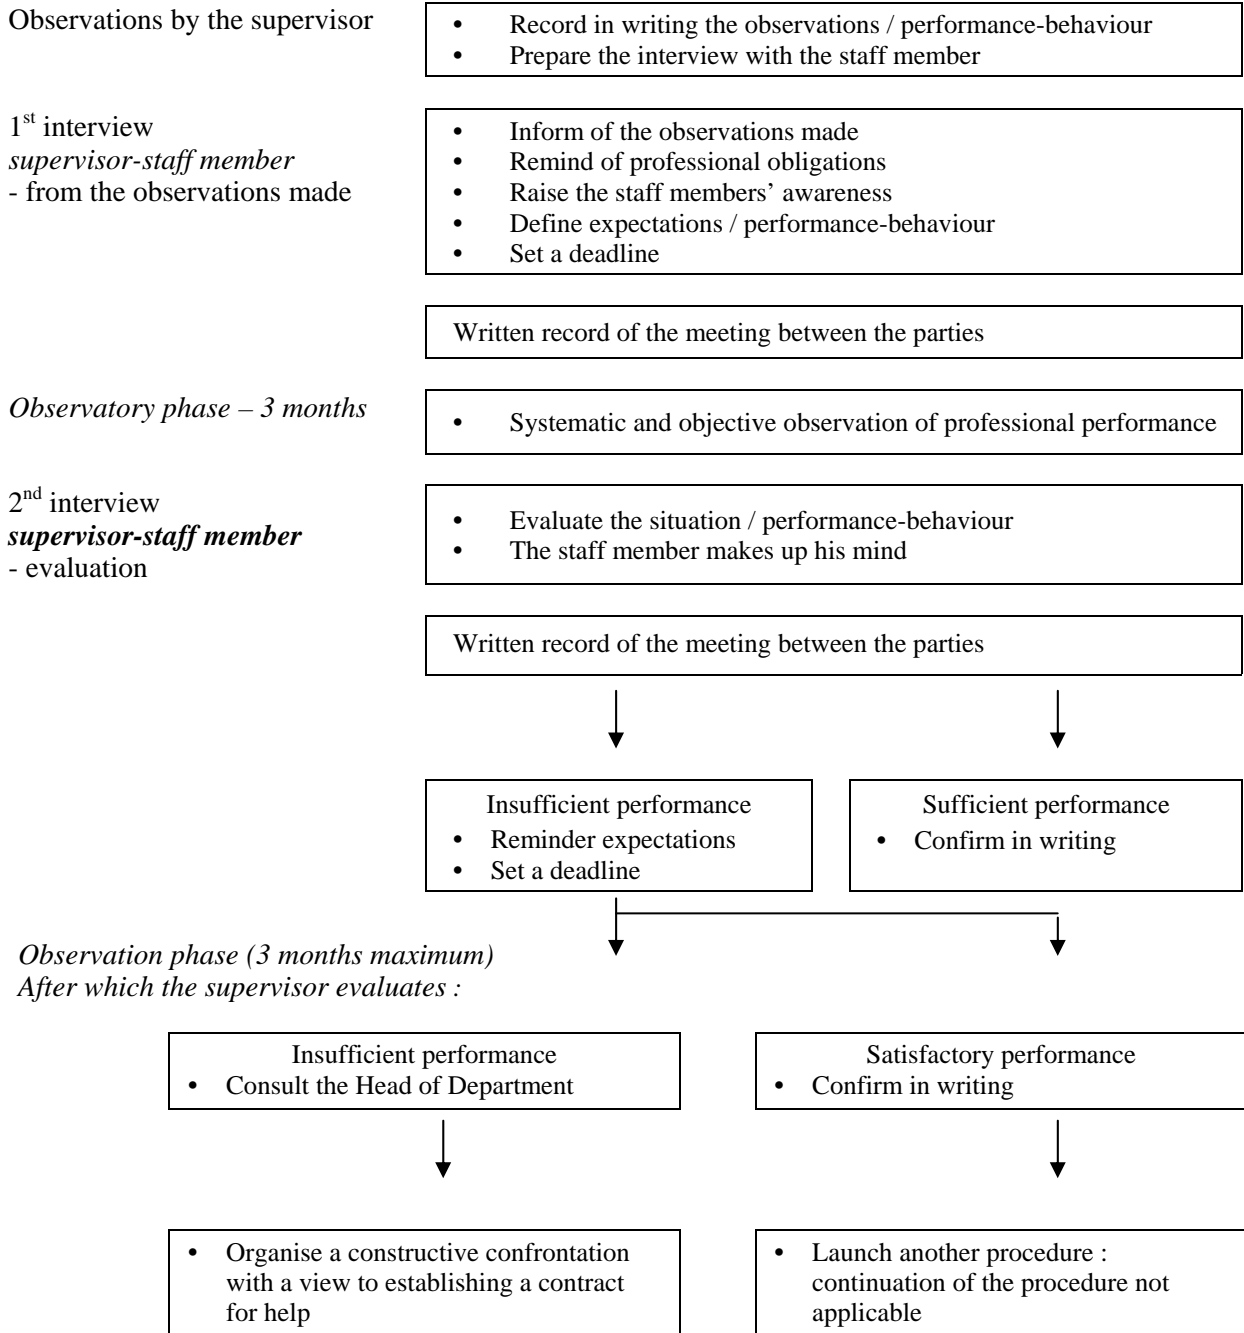 Observations by the supervisor
• Record in writing the observations / performance-behaviour
• Prepare the interview with the staff member
1st interview
supervisor-staff member
- from the observations made
• Inform of the observations made
• Remind of professional obligations
• Raise the staff members’ awareness
• Define expectations / performance-behaviour
• Set a deadline
Written record of the meeting between the parties
Observatory phase – 3 months
• Systematic and objective observation of professional performance
2nd interview
supervisor-staff member
- evaluation
• Evaluate the situation / performance-behaviour
• The staff member makes up his mind
Written record of the meeting between the parties
Insufficient performance
• Reminder expectations
• Set a deadline
Sufficient performance
• Confirm in writing
Observation phase (3 months maximum)
After which the supervisor evaluates :
Insufficient performance
• Consult the Head of Department
Satisfactory performance
• Confirm in writing
• Organise a constructive confrontation
with a view to establishing a contract
for help
• Launch another procedure :
continuation of the procedure not
applicable